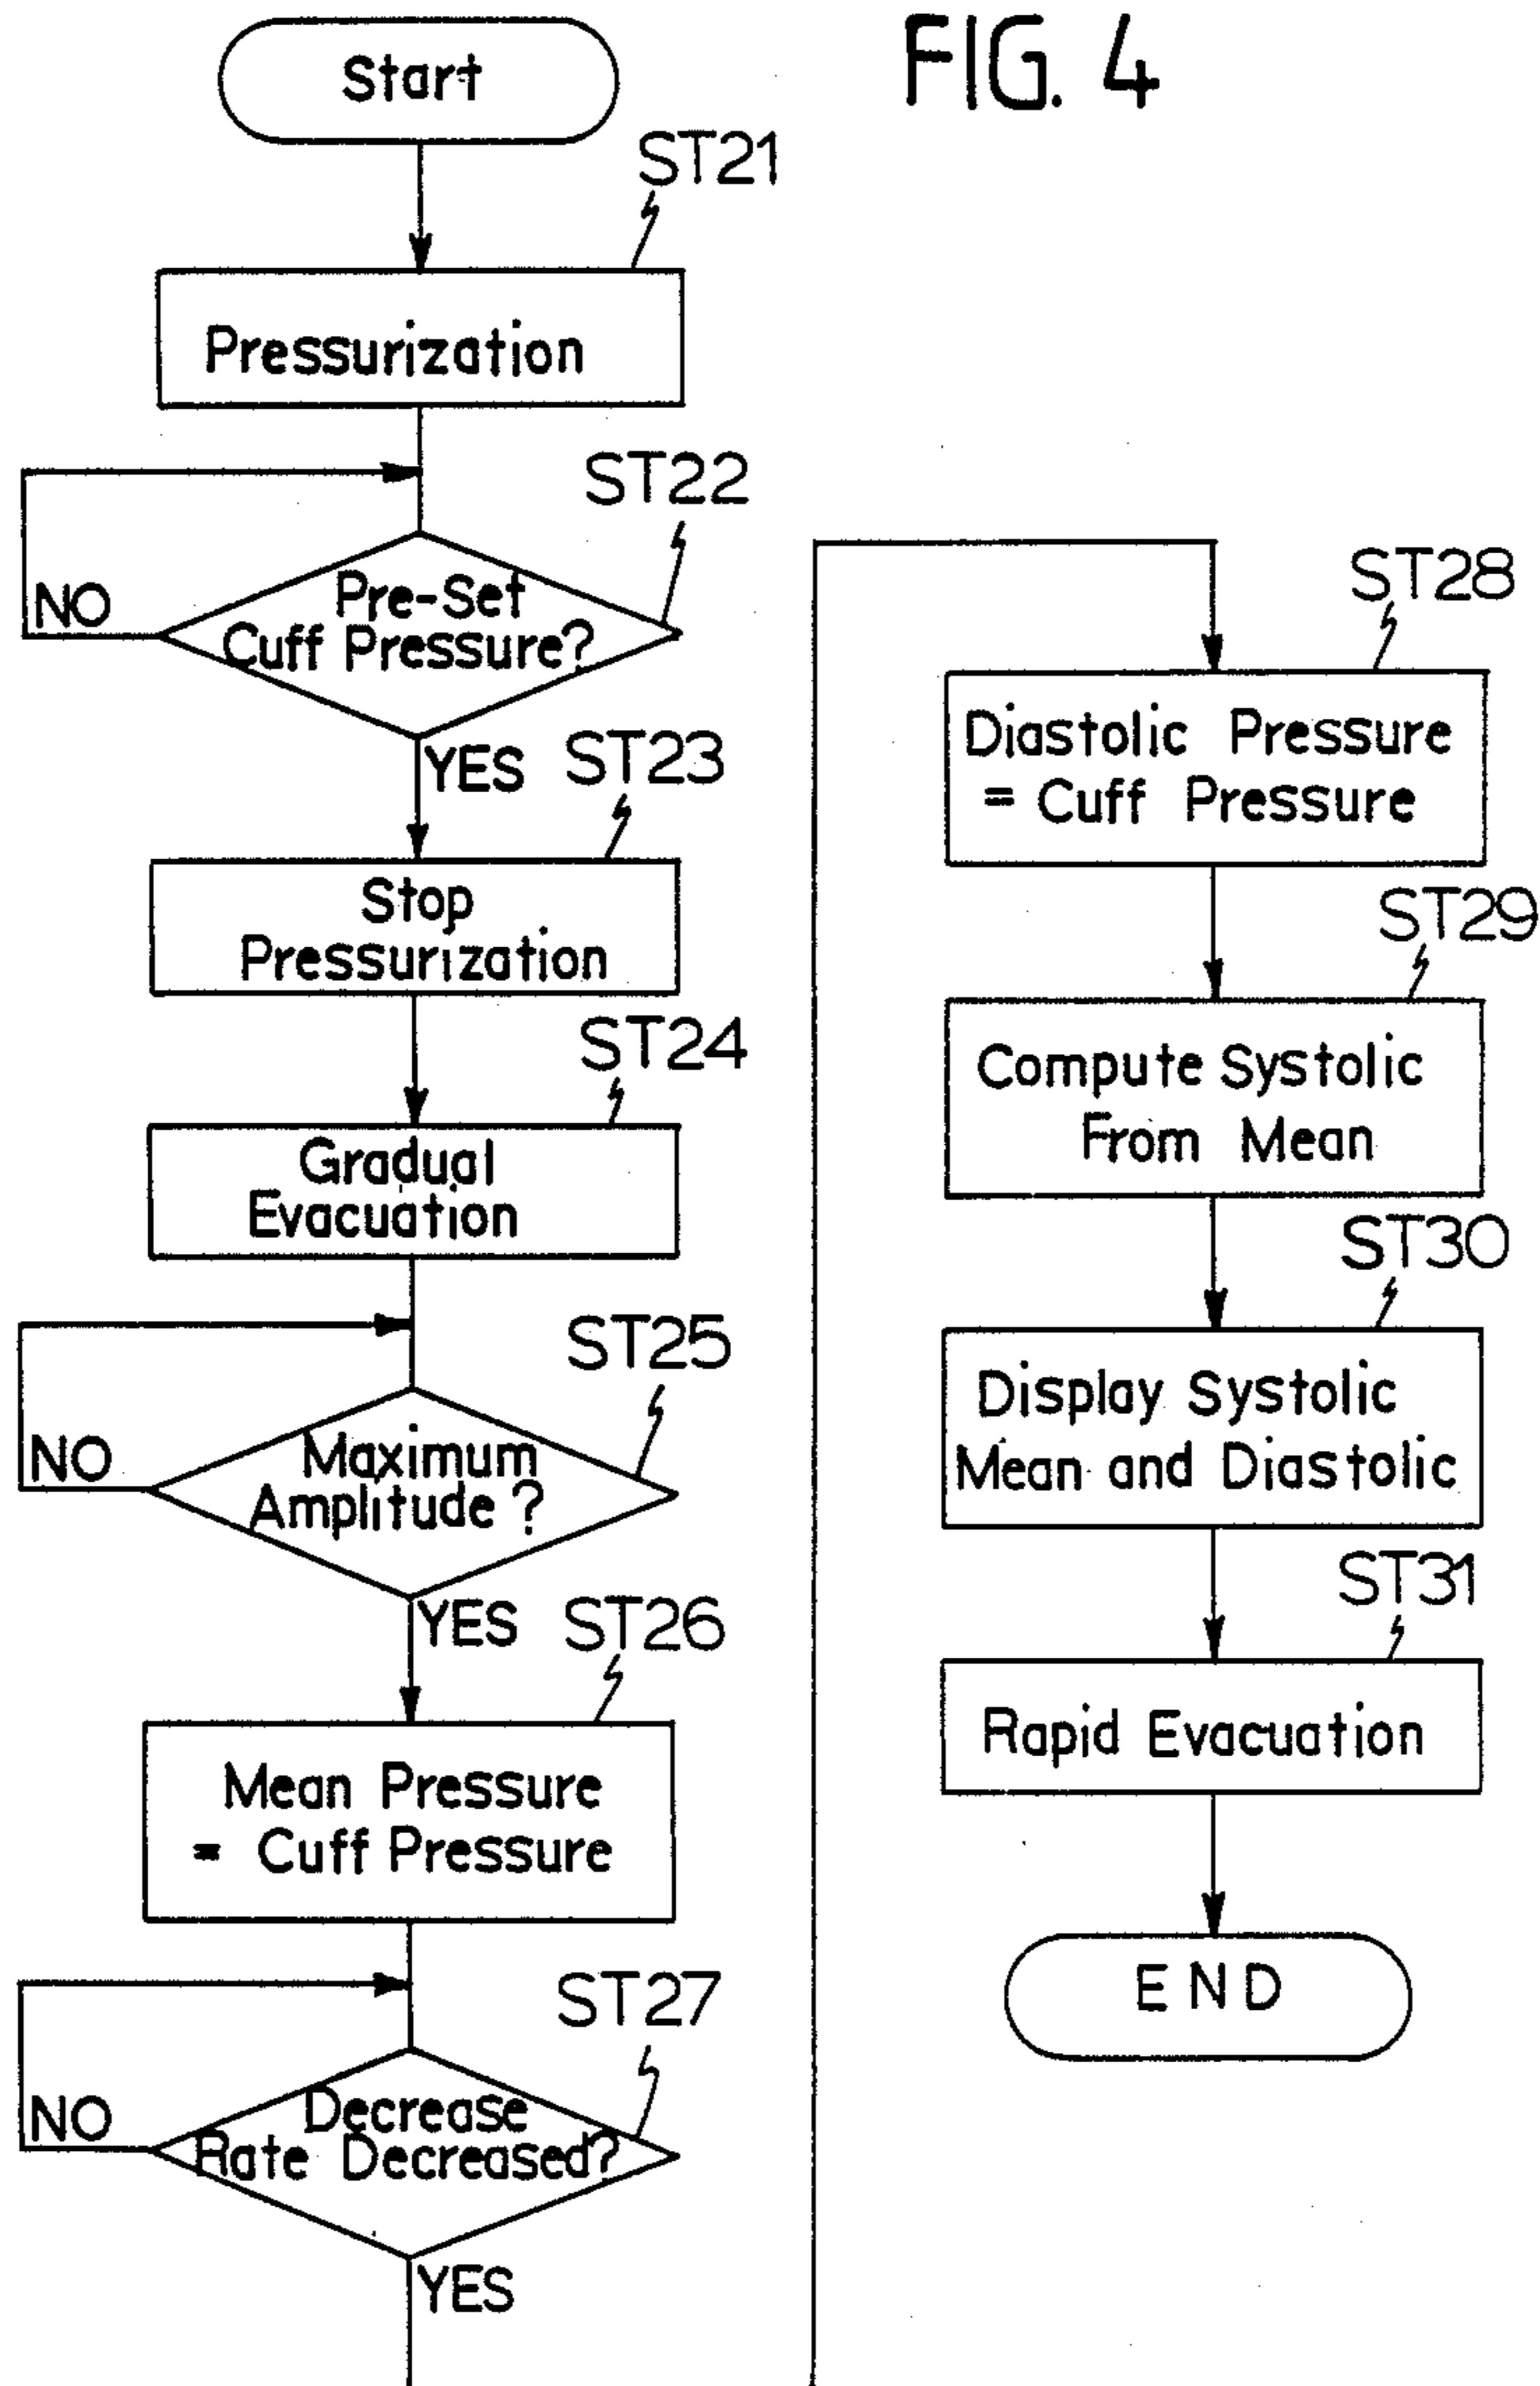 FIG. 4
Start
ST21
Pressurization
ST22
Pre-Set
Cuff Pressure?
NO
YES
ST23
Stop
Pressurization
ST24
Gradual
Evacuation
ST25
Maximum
Amplitude?
NO
YES
ST26
Mean Pressure
= Cuff Pressure
ST27
Decrease
Rate Decreased?
NO
YES
ST28
Diastolic Pressure
= Cuff Pressure
ST29
Compute Systolic
From Mean
ST30
Display Systolic
Mean and Diastolic
ST31
Rapid Evacuation
END